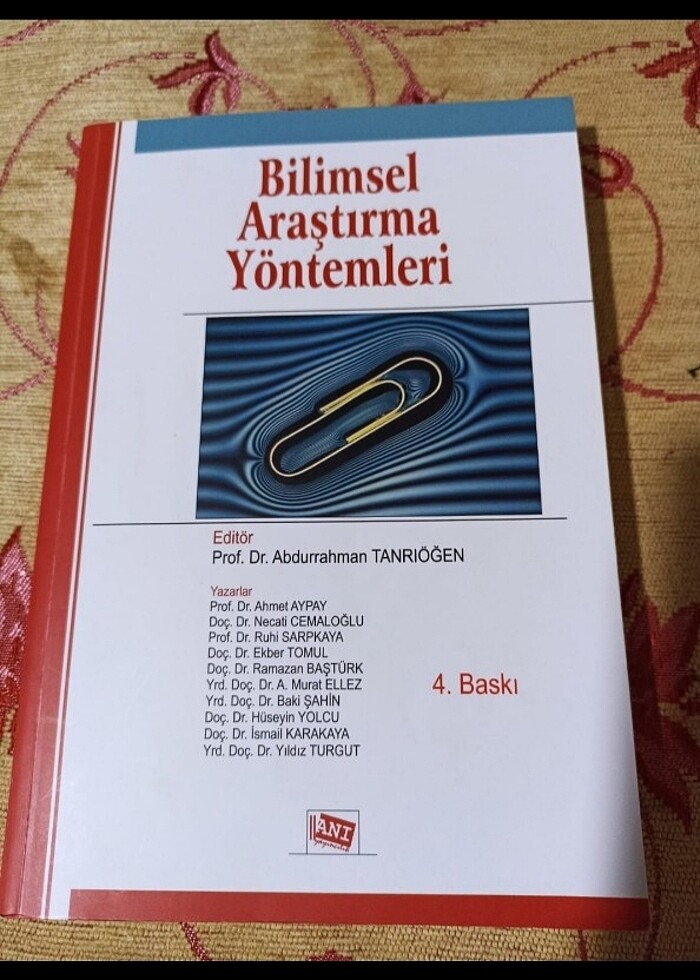 Bilimsel
Araştırma
Yöntemleri
Editör
Prof. Dr. Abdurrahman TANRIÖĞEN
Yazarlar
Prof. Dr. Ahmet AYPAY
Doç. Dr. Necati CEMALOĞLU
Prof. Dr. Ruhi SARPKAYA
Doç. Dr. Ekber TOMUL
Doç. Dr. Ramazan BAŞTÜRK
Yrd. Doç. Dr. A. Murat ELLEZ
Yrd. Doç. Dr. Baki ŞAHİN
Doç. Dr. Hüseyin YOLCU
Doç. Dr. İsmail KARAKAYA
Yrd. Doç. Dr. Yıldız TURGUT
4. Baskı
ANI
yayıncılık